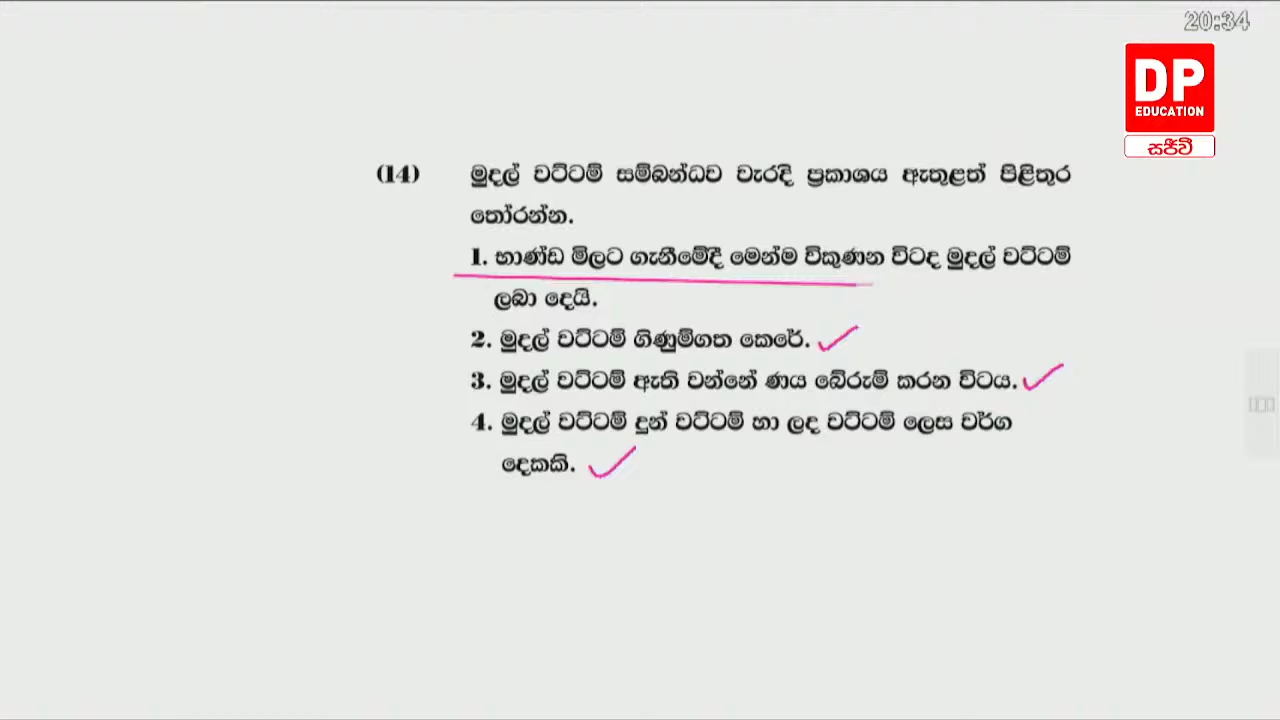 20:34
DP
EDUCATION
සජීවී
(14) මුදල් වට්ටම් සම්බන්ධව වැරදි ප්‍රකාශය ඇතුළත් පිළිතුර
තෝරන්න.
1. භාණ්ඩ මිලට ගැනීමේදී මෙන්ම විකුණන විටද මුදල් වට්ටම්
ලබා දෙයි.
2. මුදල් වට්ටම් ගිණුම්ගත කෙරේ.
3. මුදල් වට්ටම් ඇති වන්නේ ණය බේරුම් කරන විටය.
4. මුදල් වට්ටම් දුන් වට්ටම් හා ලද වට්ටම් ලෙස වර්ග
දෙකකි.